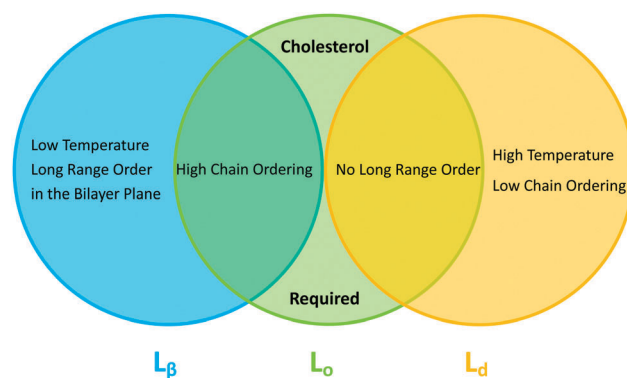 Cholesterol
Low Temperature
Long Range Order
in the Bilayer Plane
High Chain Ordering
No Long Range Order
High Temperature
Low Chain Ordering
Required
Lβ
Lo
Ld